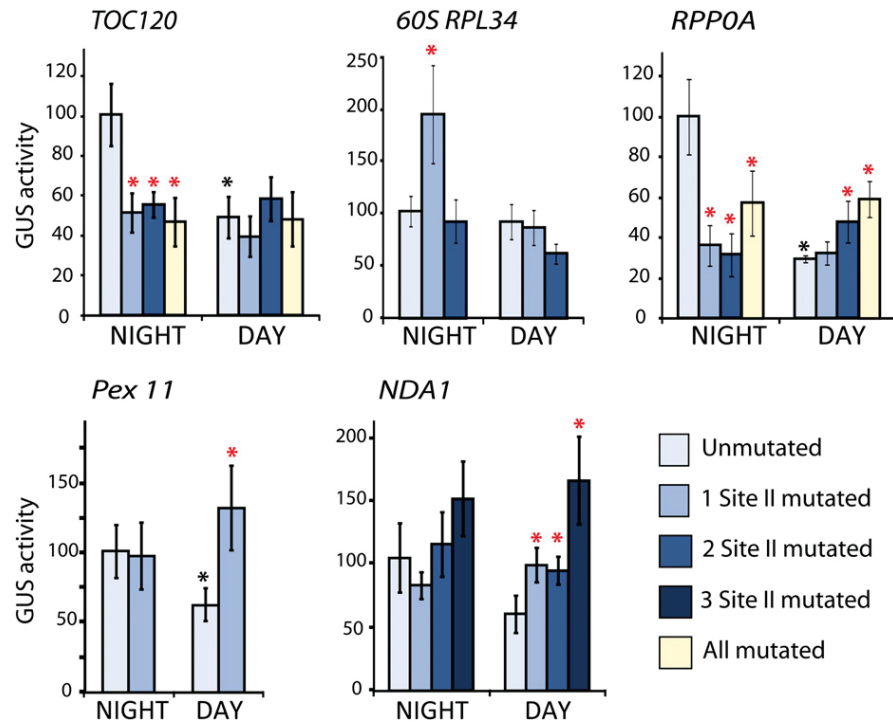 TOC120
60S RPL34
RPP0A
GUS activity
120
100
80
60
40
20
0
NIGHT DAY
250
200
150
100
50
0
NIGHT DAY
120
100
80
60
40
20
0
NIGHT DAY
*
* * *
*
*
* * *
* * *
Pex 11
NDA1
GUS activity
150
100
50
0
NIGHT DAY
*
*
200
150
100
50
0
NIGHT DAY
* * *
Unmutated
1 Site II mutated
2 Site II mutated
3 Site II mutated
All mutated